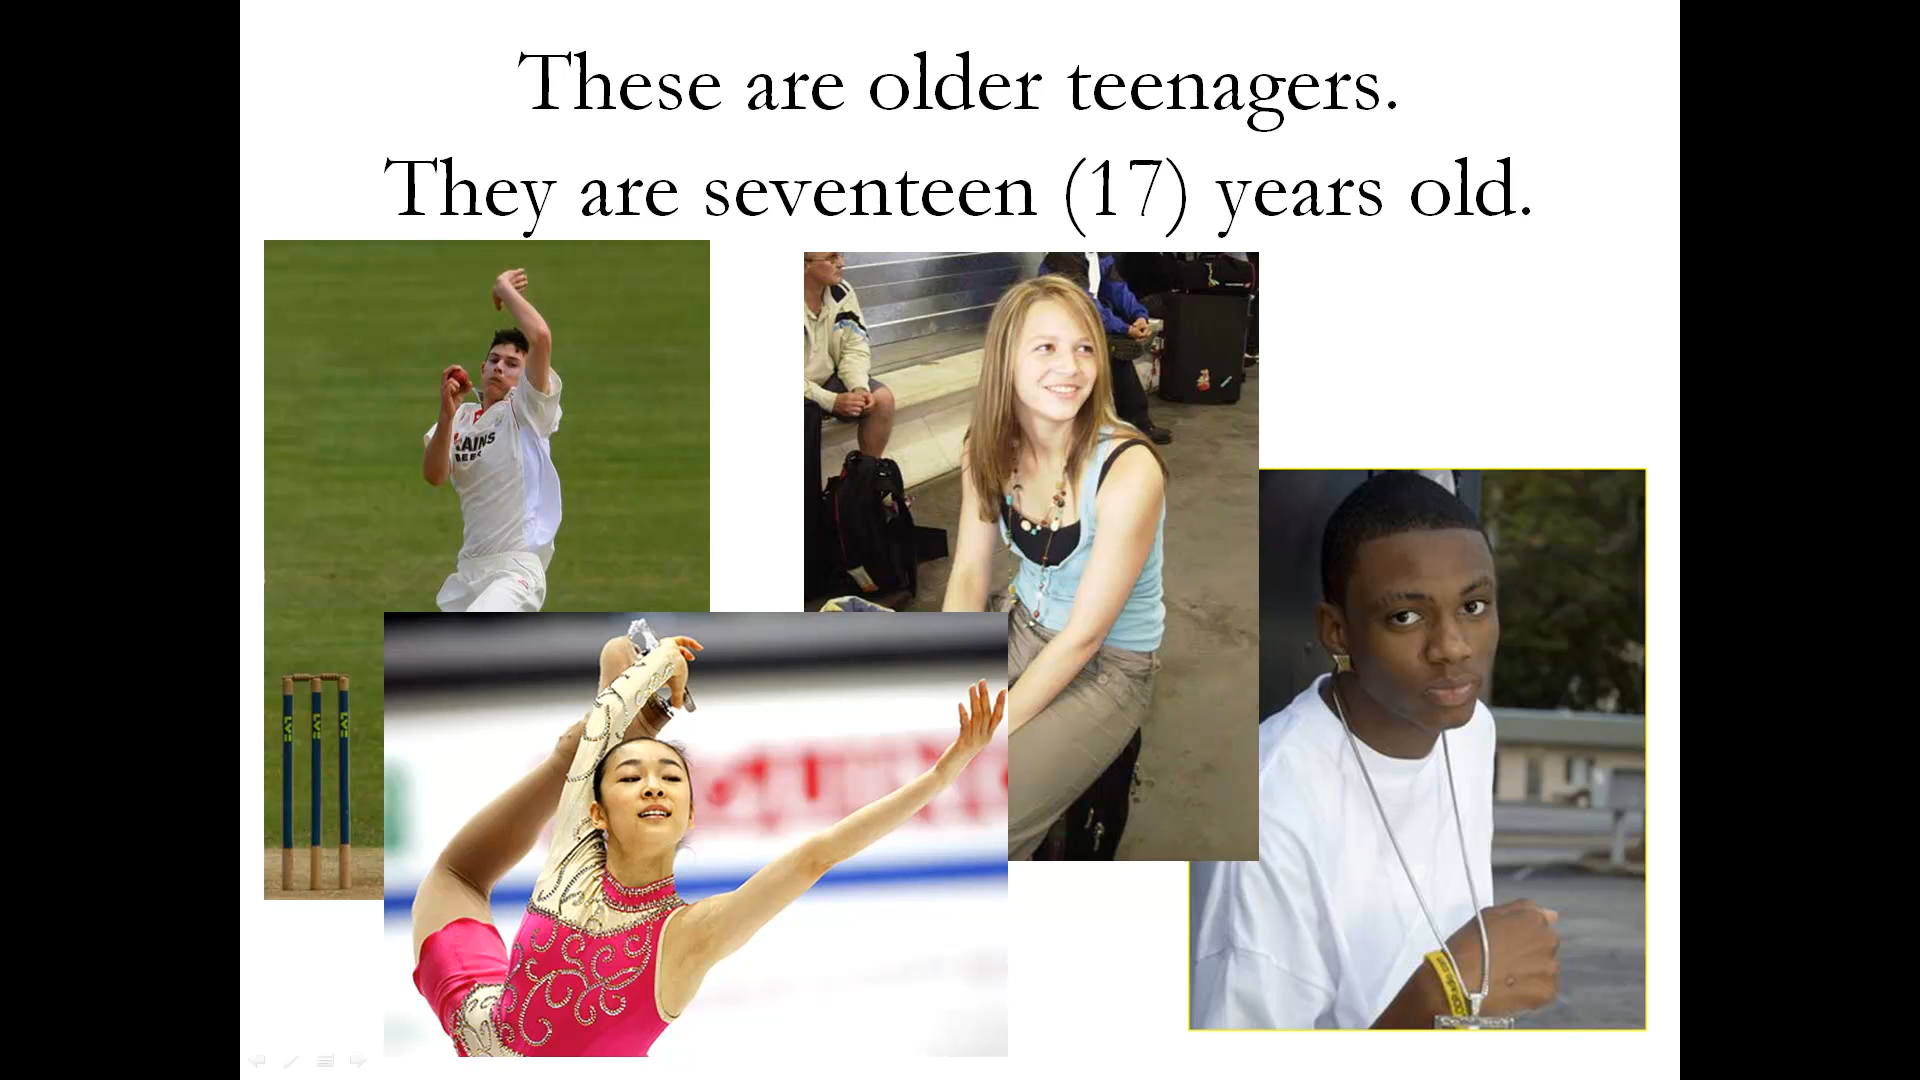 These are older teenagers.
They are seventeen (17) years old.